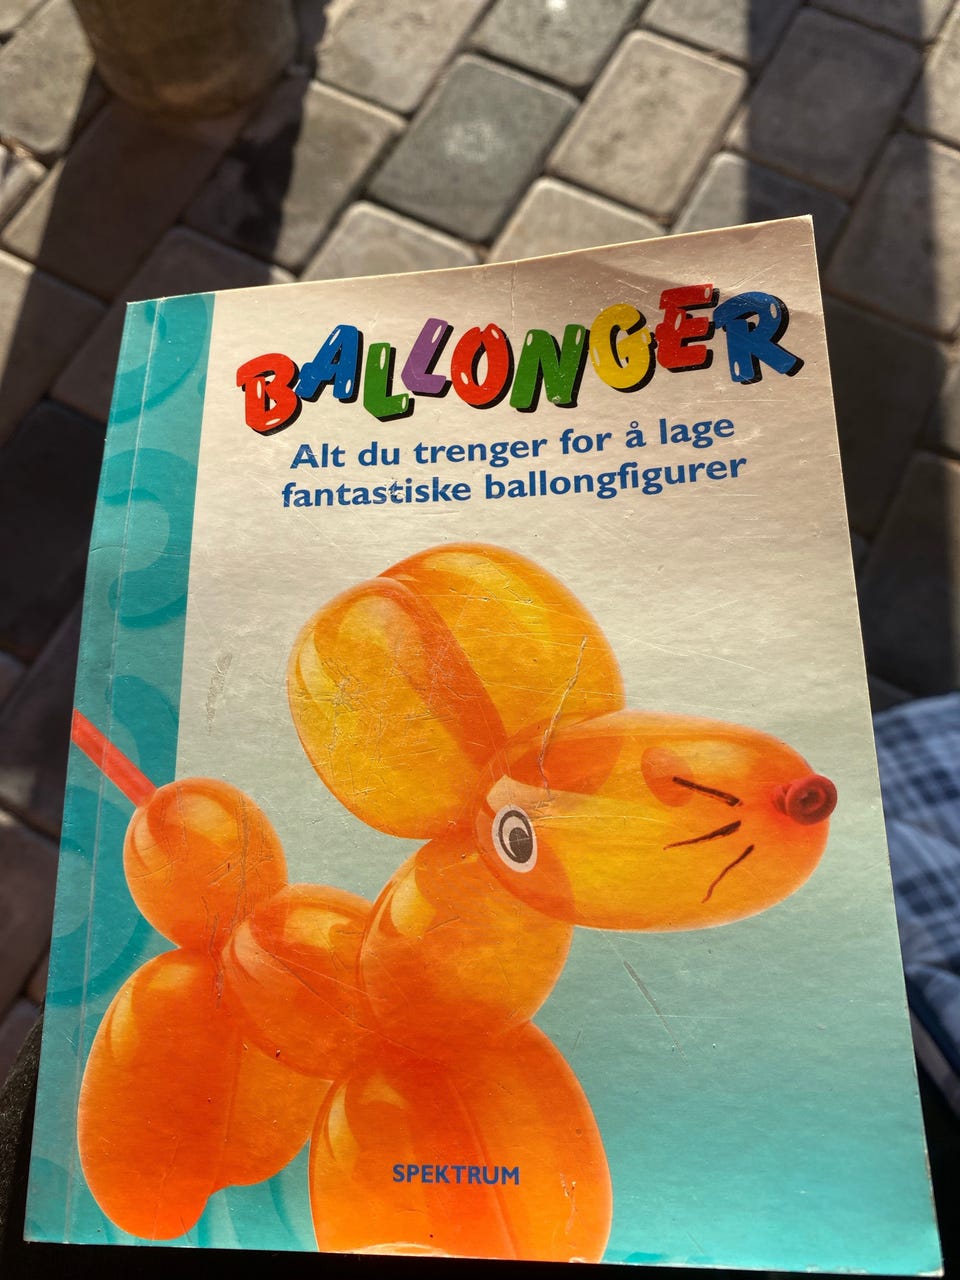 BALLONGER
Alt du trenger for å lage
fantastiske ballongfigurer
SPEKTRUM